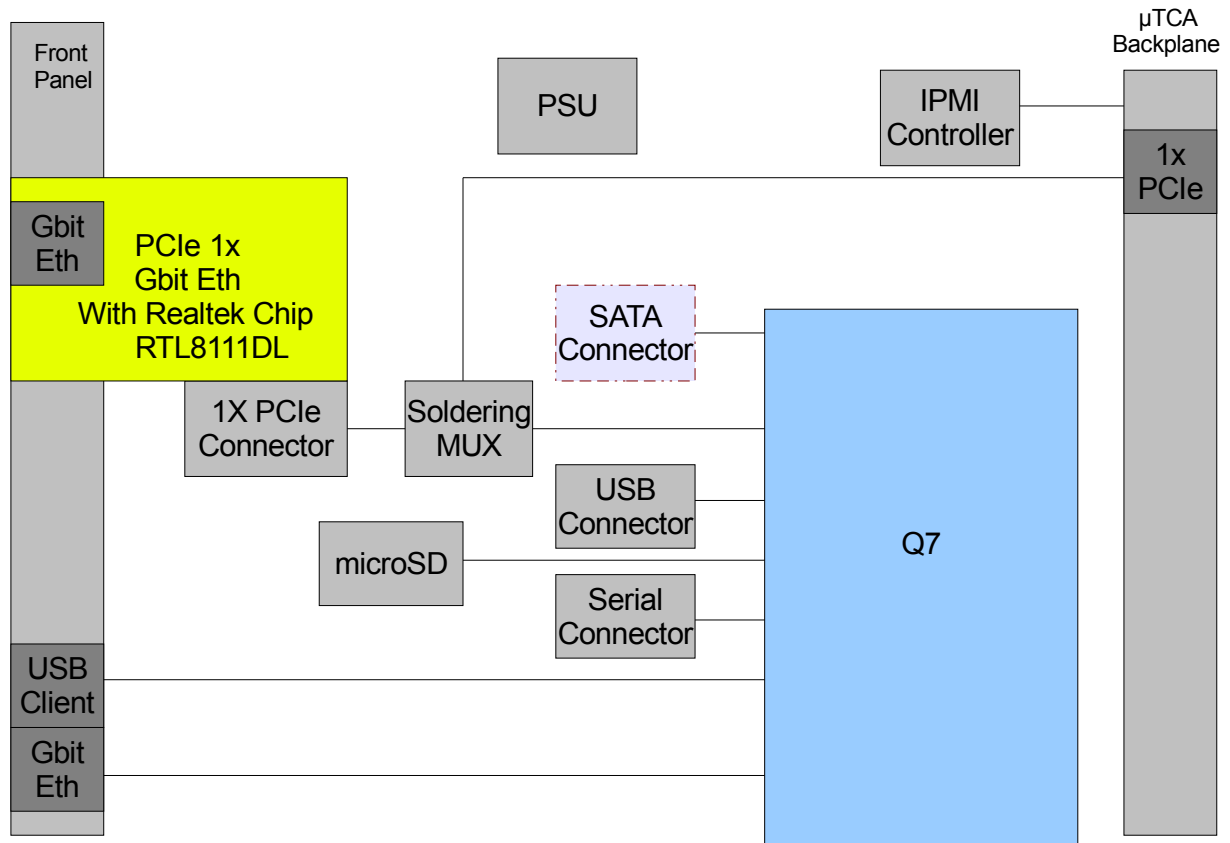 µTCA
Backplane
Front
Panel
PSU
IPMI
Controller
1x
PCIe
Gbit
Eth
PCIe 1x
Gbit Eth
With Realtek Chip
RTL8111DL
SATA
Connector
1X PCIe
Connector
Soldering
MUX
USB
Connector
Q7
microSD
Serial
Connector
USB
Client
Gbit
Eth